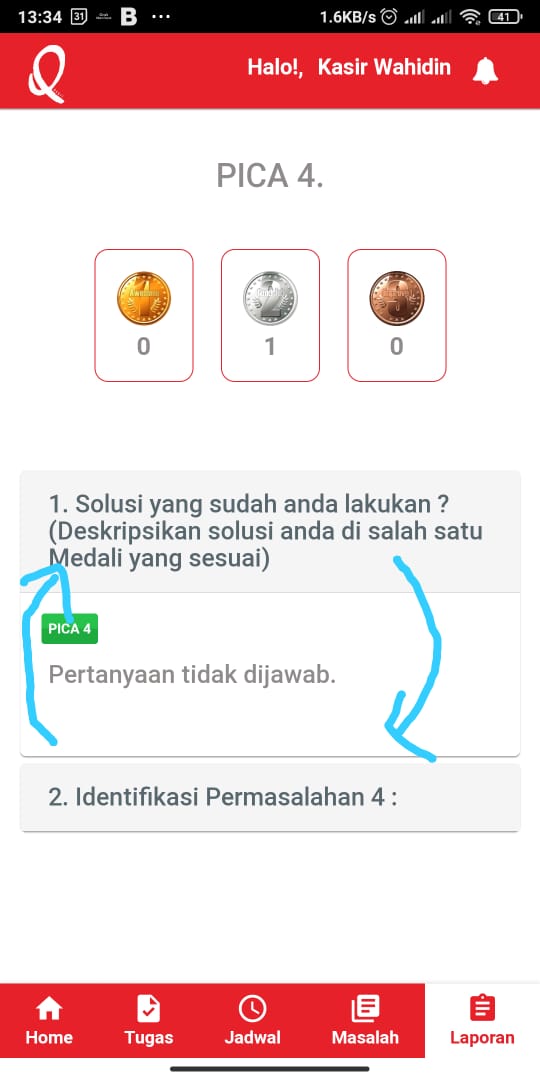 13:34 31 B ...
1.6KB/s 41
Halo!, Kasir Wahidin
PICA 4.
0
1
0
1. Solusi yang sudah anda lakukan ?
(Deskripsikan solusi anda di salah satu
Medali yang sesuai)
PICA 4
Pertanyaan tidak dijawab.
2. Identifikasi Permasalahan 4 :
Home
Tugas
Jadwal
Masalah
Laporan